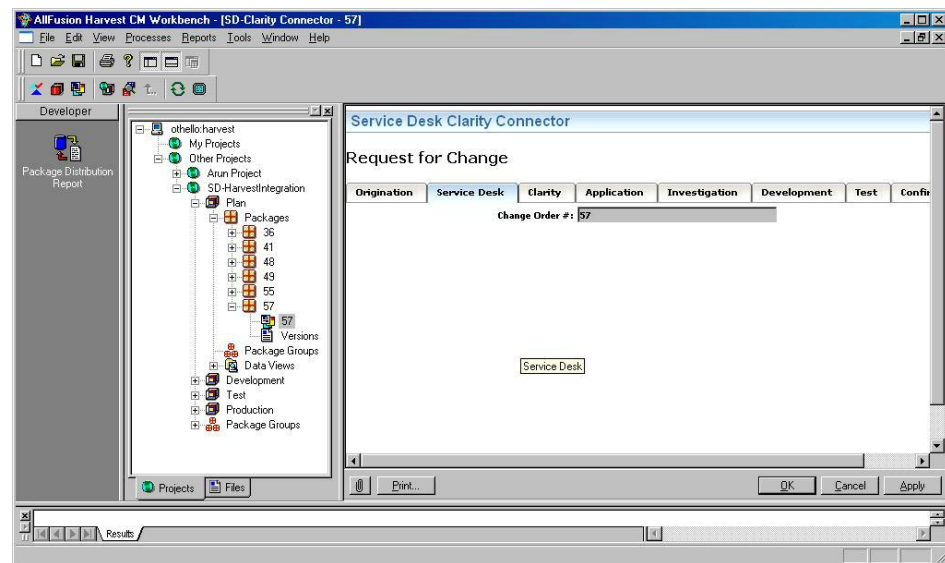 AllFusion Harvest CM Workbench - [SD-Clarity Connector - 57]
File Edit View Processes Reports Tools Window Help
Developer
Package Distribution
Report
othello:harvest
My Projects
Other Projects
Arun Project
SD-HarvestIntegration
Plan
Packages
36
41
48
49
55
57
57
Versions
Package Groups
Data Views
Development
Test
Production
Package Groups
Projects Files
Service Desk Clarity Connector
Request for Change
Origination Service Desk Clarity Application Investigation Development Test Confir
Change Order #: 57
Service Desk
Print... OK Cancel Apply
Results